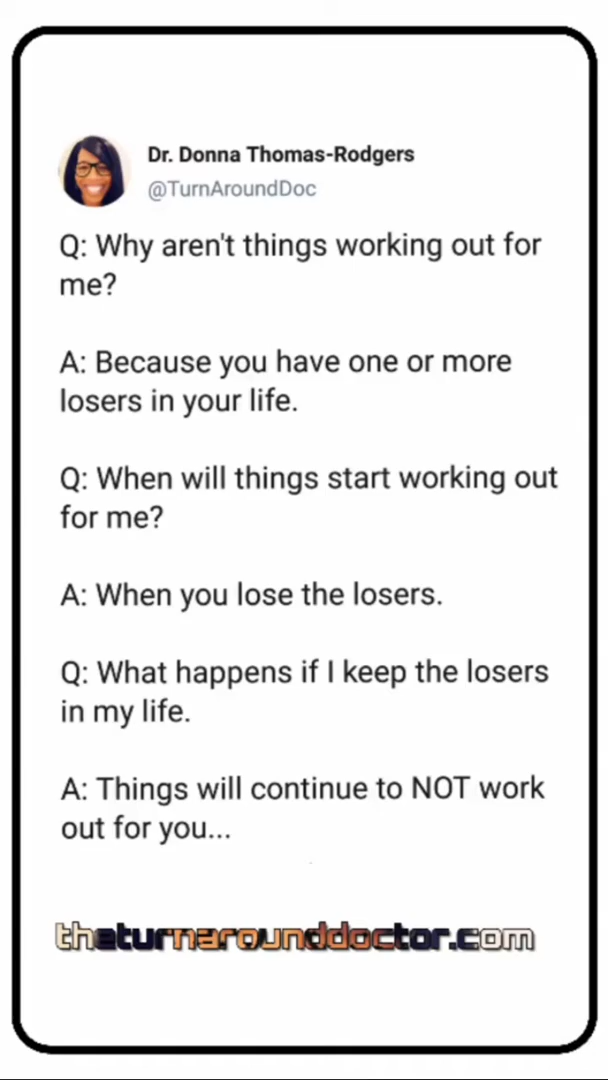 Dr. Donna Thomas-Rodgers
@TurnAroundDoc
Q: Why aren't things working out for
me?
A: Because you have one or more
losers in your life.
Q: When will things start working out
for me?
A: When you lose the losers.
Q: What happens if I keep the losers
in my life.
A: Things will continue to NOT work
out for you...
theturnarounddoctor.com